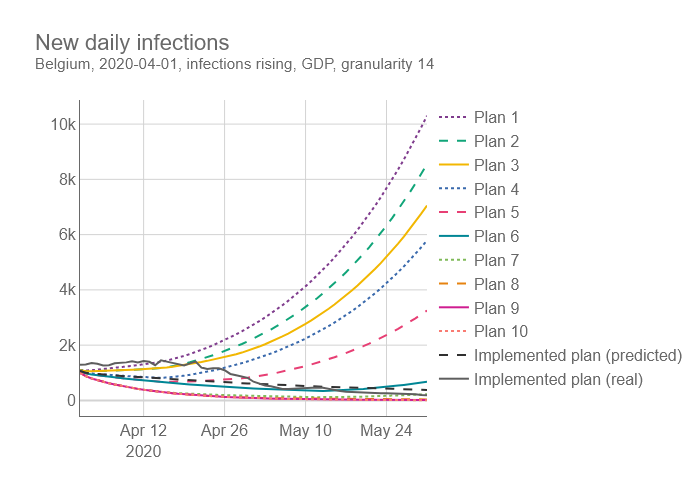 New daily infections
Belgium, 2020-04-01, infections rising, GDP, granularity 14
10k
8k
6k
4k
2k
0
Apr 12
2020
Apr 26
May 10
May 24
Plan 1
Plan 2
Plan 3
Plan 4
Plan 5
Plan 6
Plan 7
Plan 8
Plan 9
Plan 10
Implemented plan (predicted)
Implemented plan (real)